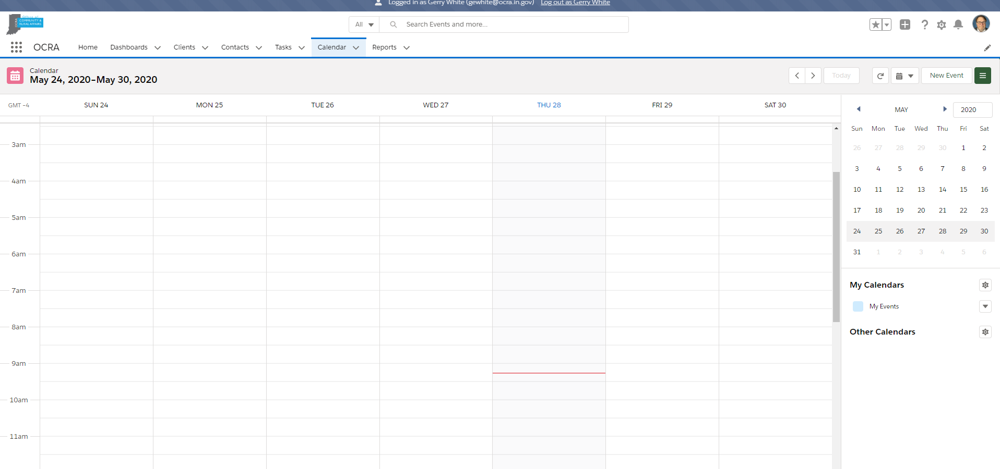 Logged in as Gerry White (gewhite@ocra.in.gov) Log out as Gerry White
OCRA
Office of
COMMUNITY &
RURAL AFFAIRS
All
Search Events and more...
OCRA
Home
Dashboards
Clients
Contacts
Tasks
Calendar
Reports
Calendar
May 24, 2020–May 30, 2020
Today
New Event
GMT −4
SUN 24
MON 25
TUE 26
WED 27
THU 28
FRI 29
SAT 30
3am
4am
5am
6am
7am
8am
9am
10am
11am
MAY
2020
Sun Mon Tue Wed Thu Fri Sat
26 27 28 29 30 1 2
3 4 5 6 7 8 9
10 11 12 13 14 15 16
17 18 19 20 21 22 23
24 25 26 27 28 29 30
31 1 2 3 4 5 6
My Calendars
My Events
Other Calendars